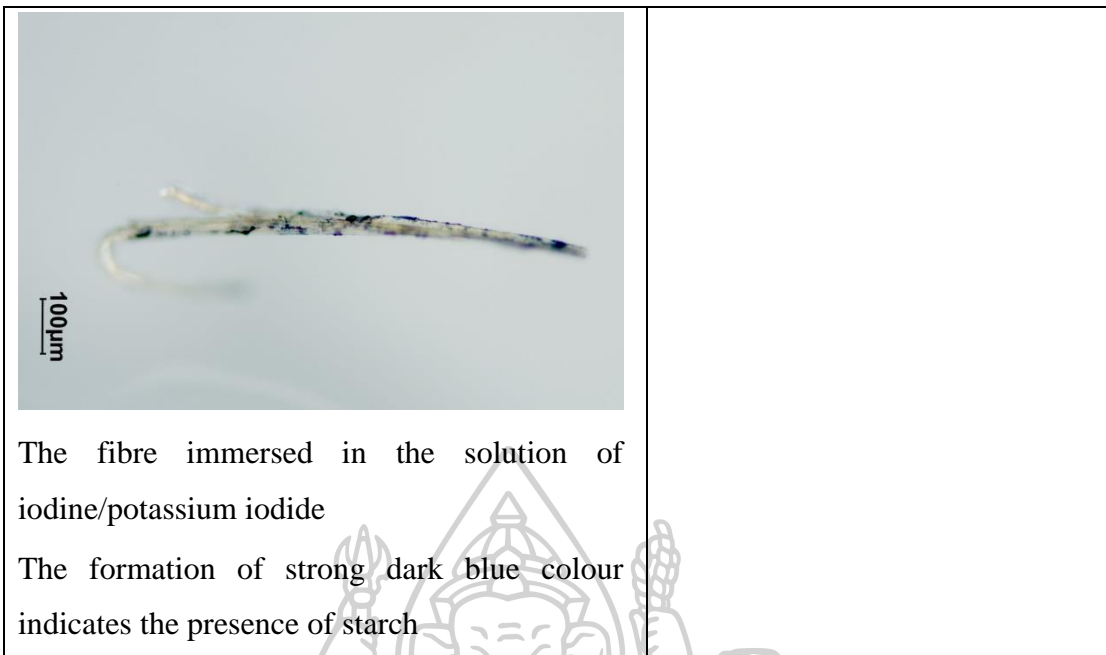 100µm
The fibre immersed in the solution of
iodine/potassium iodide
The formation of strong dark blue colour
indicates the presence of starch